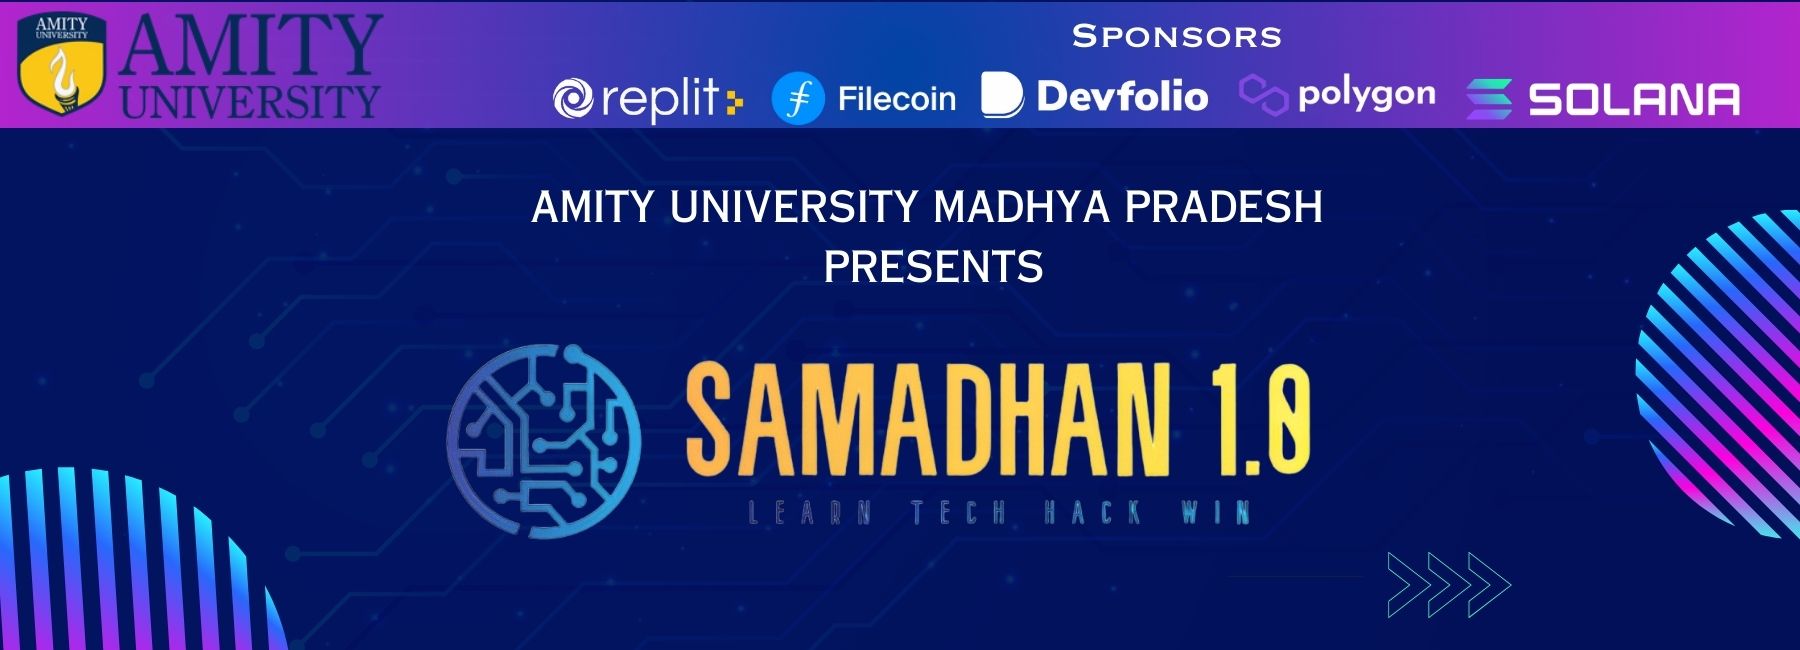 AMITY
UNIVERSITY
AMITY
UNIVERSITY
SPONSORS
replit
Filecoin
Devfolio
polygon
SOLANA
AMITY UNIVERSITY MADHYA PRADESH
PRESENTS
SAMADHAN 1.0
LEARN TECH HACK WIN